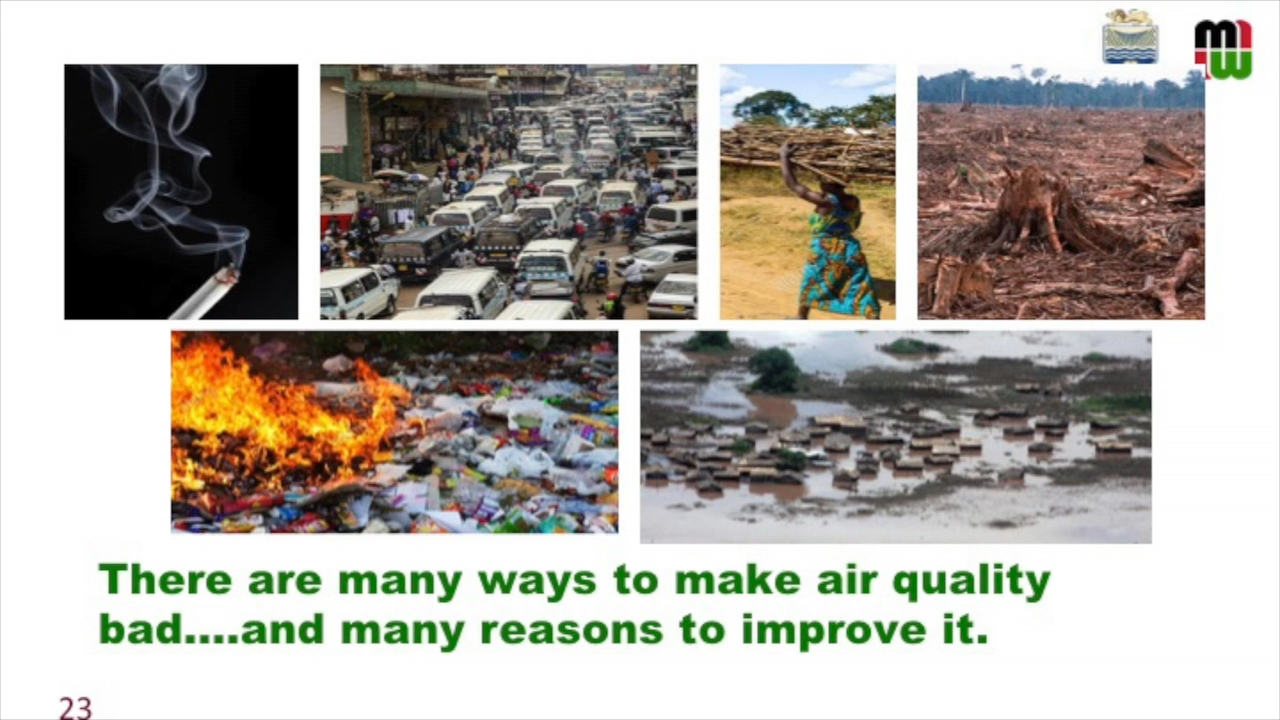 There are many ways to make air quality
bad....and many reasons to improve it.
23